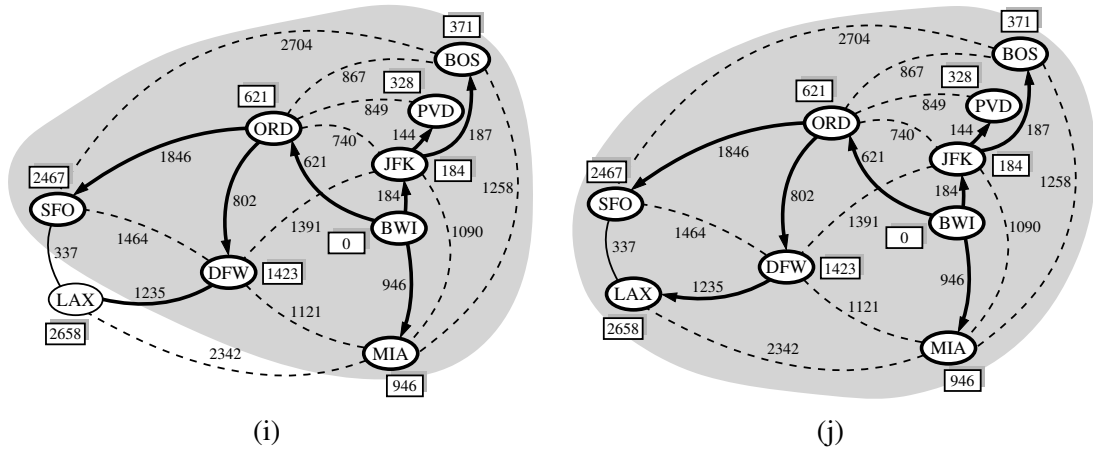 371
2704
BOS
867
328
621
PVD
849
ORD
144
187
740
JFK
1846
621
184
2467
802
184
1258
SFO
1391
BWI
1464
0
1090
337
DFW
1423
946
LAX
1235
1121
2658
2342
MIA
946
(i)
371
2704
BOS
867
328
621
PVD
849
ORD
144
187
740
JFK
1846
621
184
2467
802
184
1258
SFO
1391
BWI
1464
0
1090
337
DFW
1423
946
LAX
1235
1121
2658
2342
MIA
946
(j)